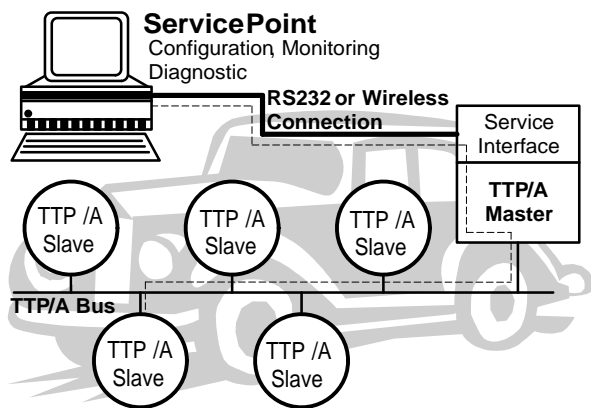 ServicePoint
Configuration, Monitoring
Diagnostic
RS232 or Wireless
Connection
Service
Interface
TTP/A
Master
TTP /A
Slave
TTP /A
Slave
TTP /A
Slave
TTP/A Bus
TTP /A
Slave
TTP /A
Slave